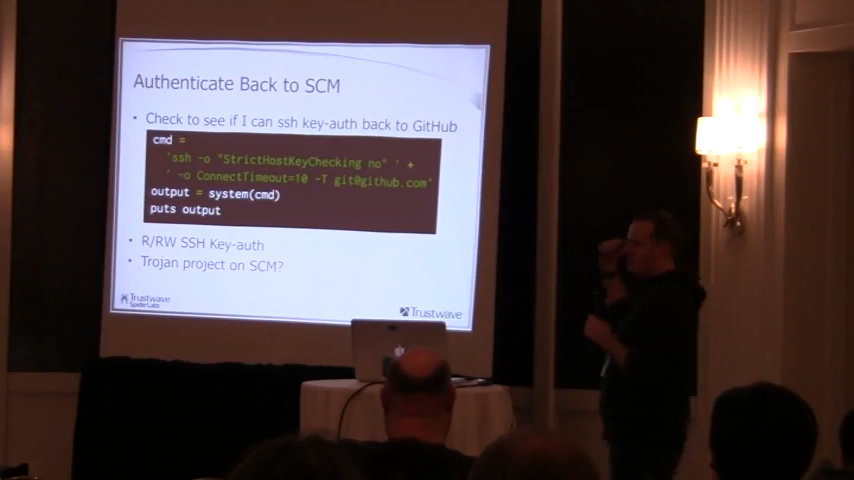 Authenticate Back to SCM
• Check to see if I can ssh key-auth back to GitHub
cmd =
'ssh -o "StrictHostKeyChecking no" ' +
' -o ConnectTimeout=10 -T git@github.com'
output = system(cmd)
puts output
• R/RW SSH Key-auth
• Trojan project on SCM?
Trustwave
SpiderLabs
Trustwave